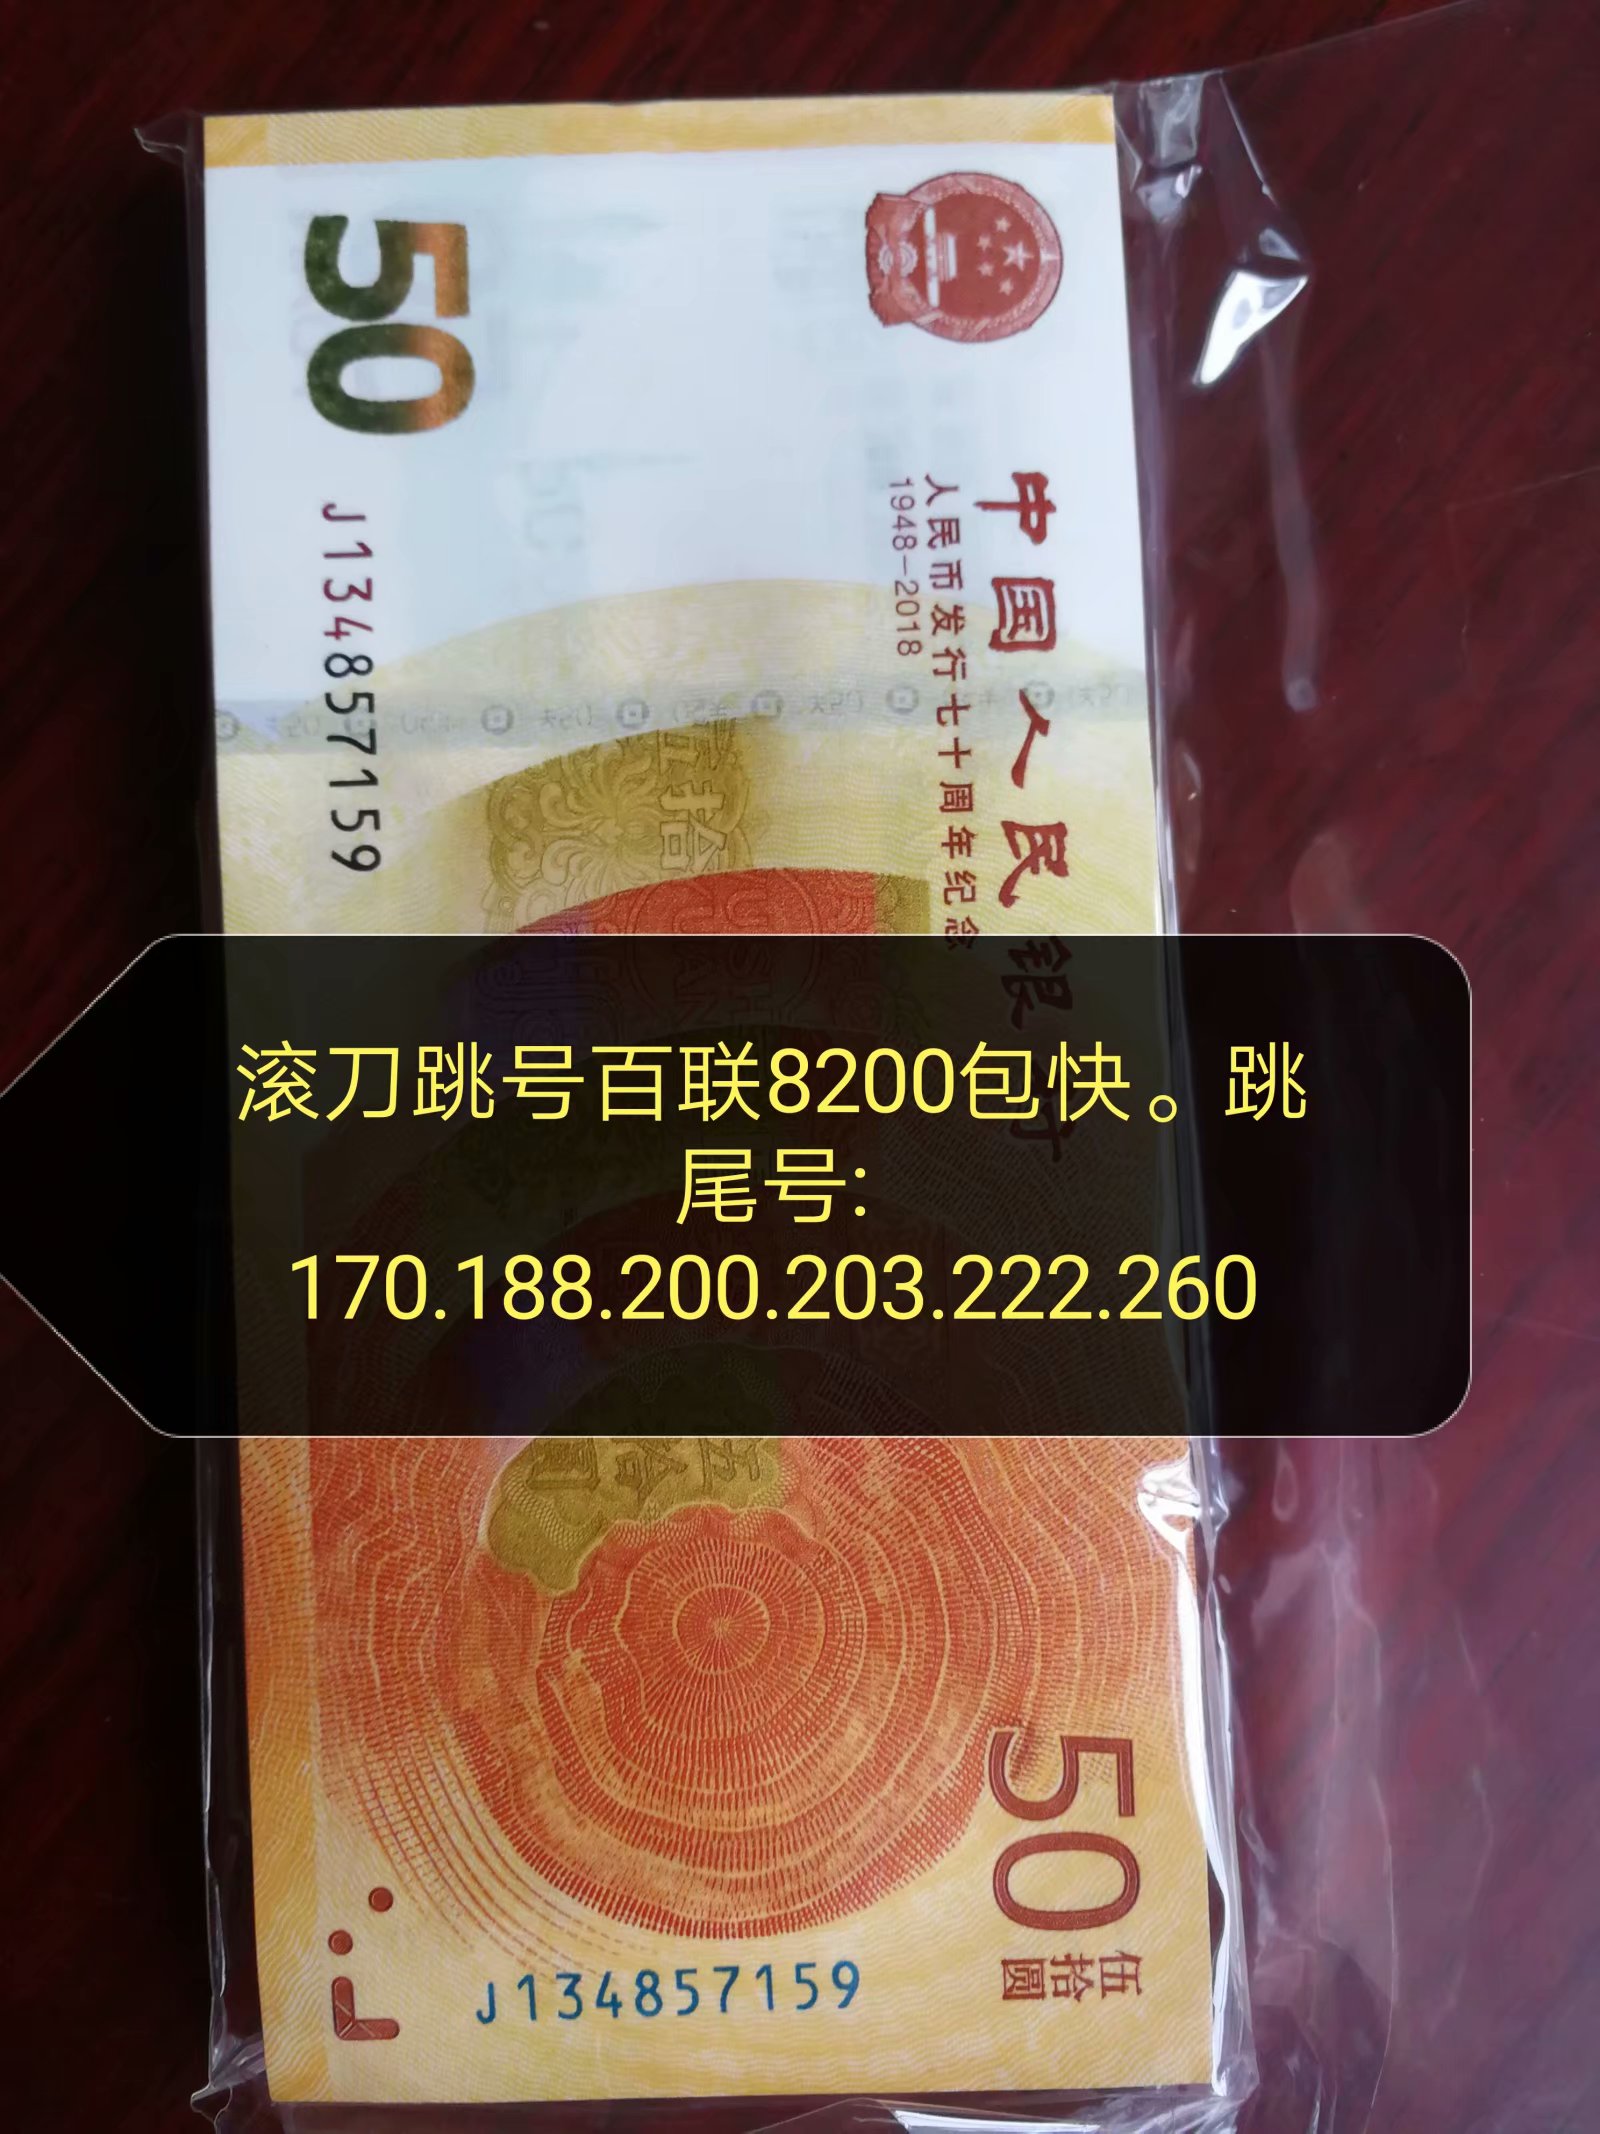 50
J134857159
中国人民银行
人民币发行七十周年纪念
1948-2018
伍拾
滚刀跳号百联8200包快。跳
尾号:
170.188.200.203.222.260
50
伍拾圆
J134857159